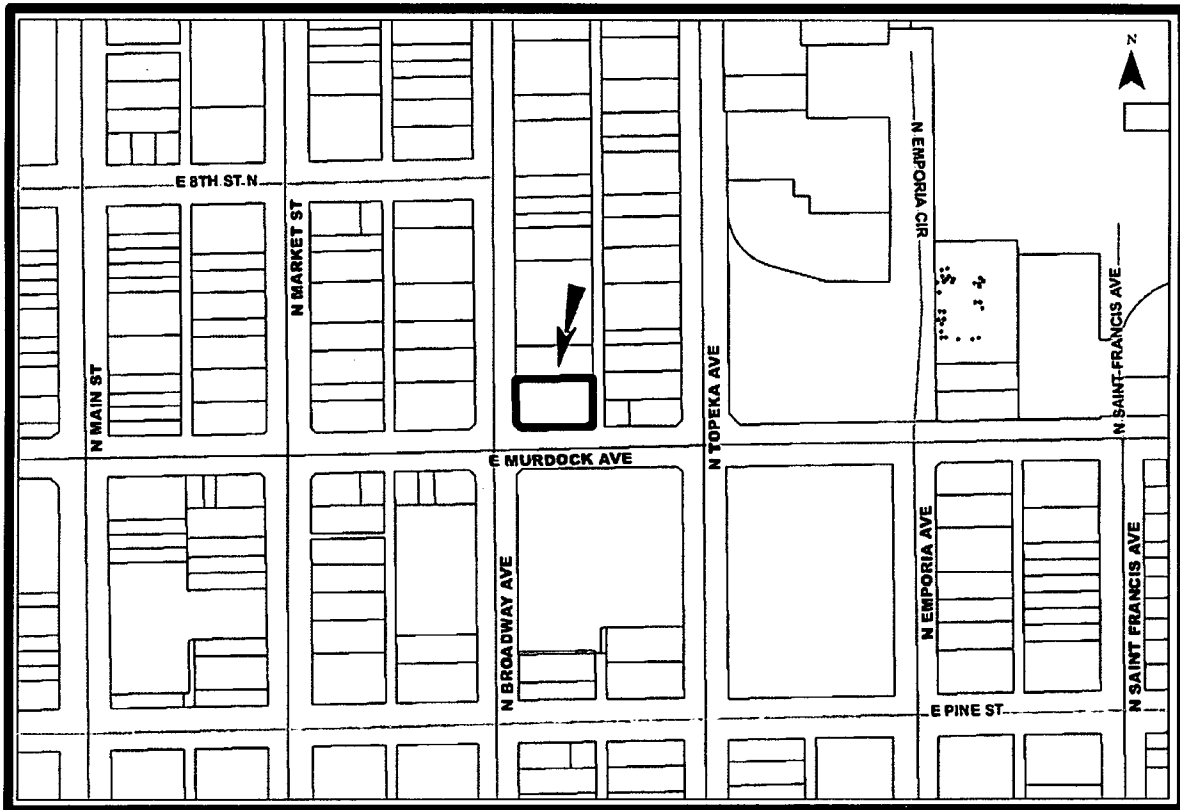 N
E 8TH ST. N
N EMPORIA CIR
N MARKET ST
N SAINT FRANCIS AVE
N MAIN ST
N TOPEKA AVE
E MURDOCK AVE
N BROADWAY AVE
N EMPORIA AVE
N SAINT FRANCIS AVE
E PINE ST